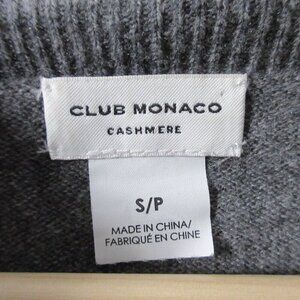 CLUB MONACO
CASHMERE
S/P
MADE IN CHINA/
FABRIQUÉ EN CHINE